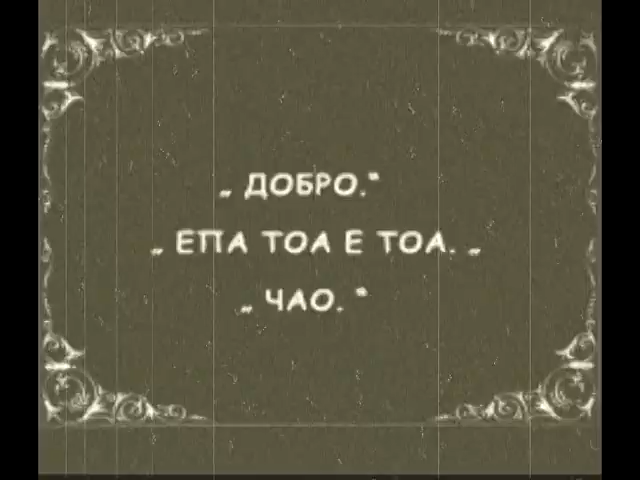 „ ДОБРО.“
„ ЕПА ТОА Е ТОА. „
„ ЧАО. “